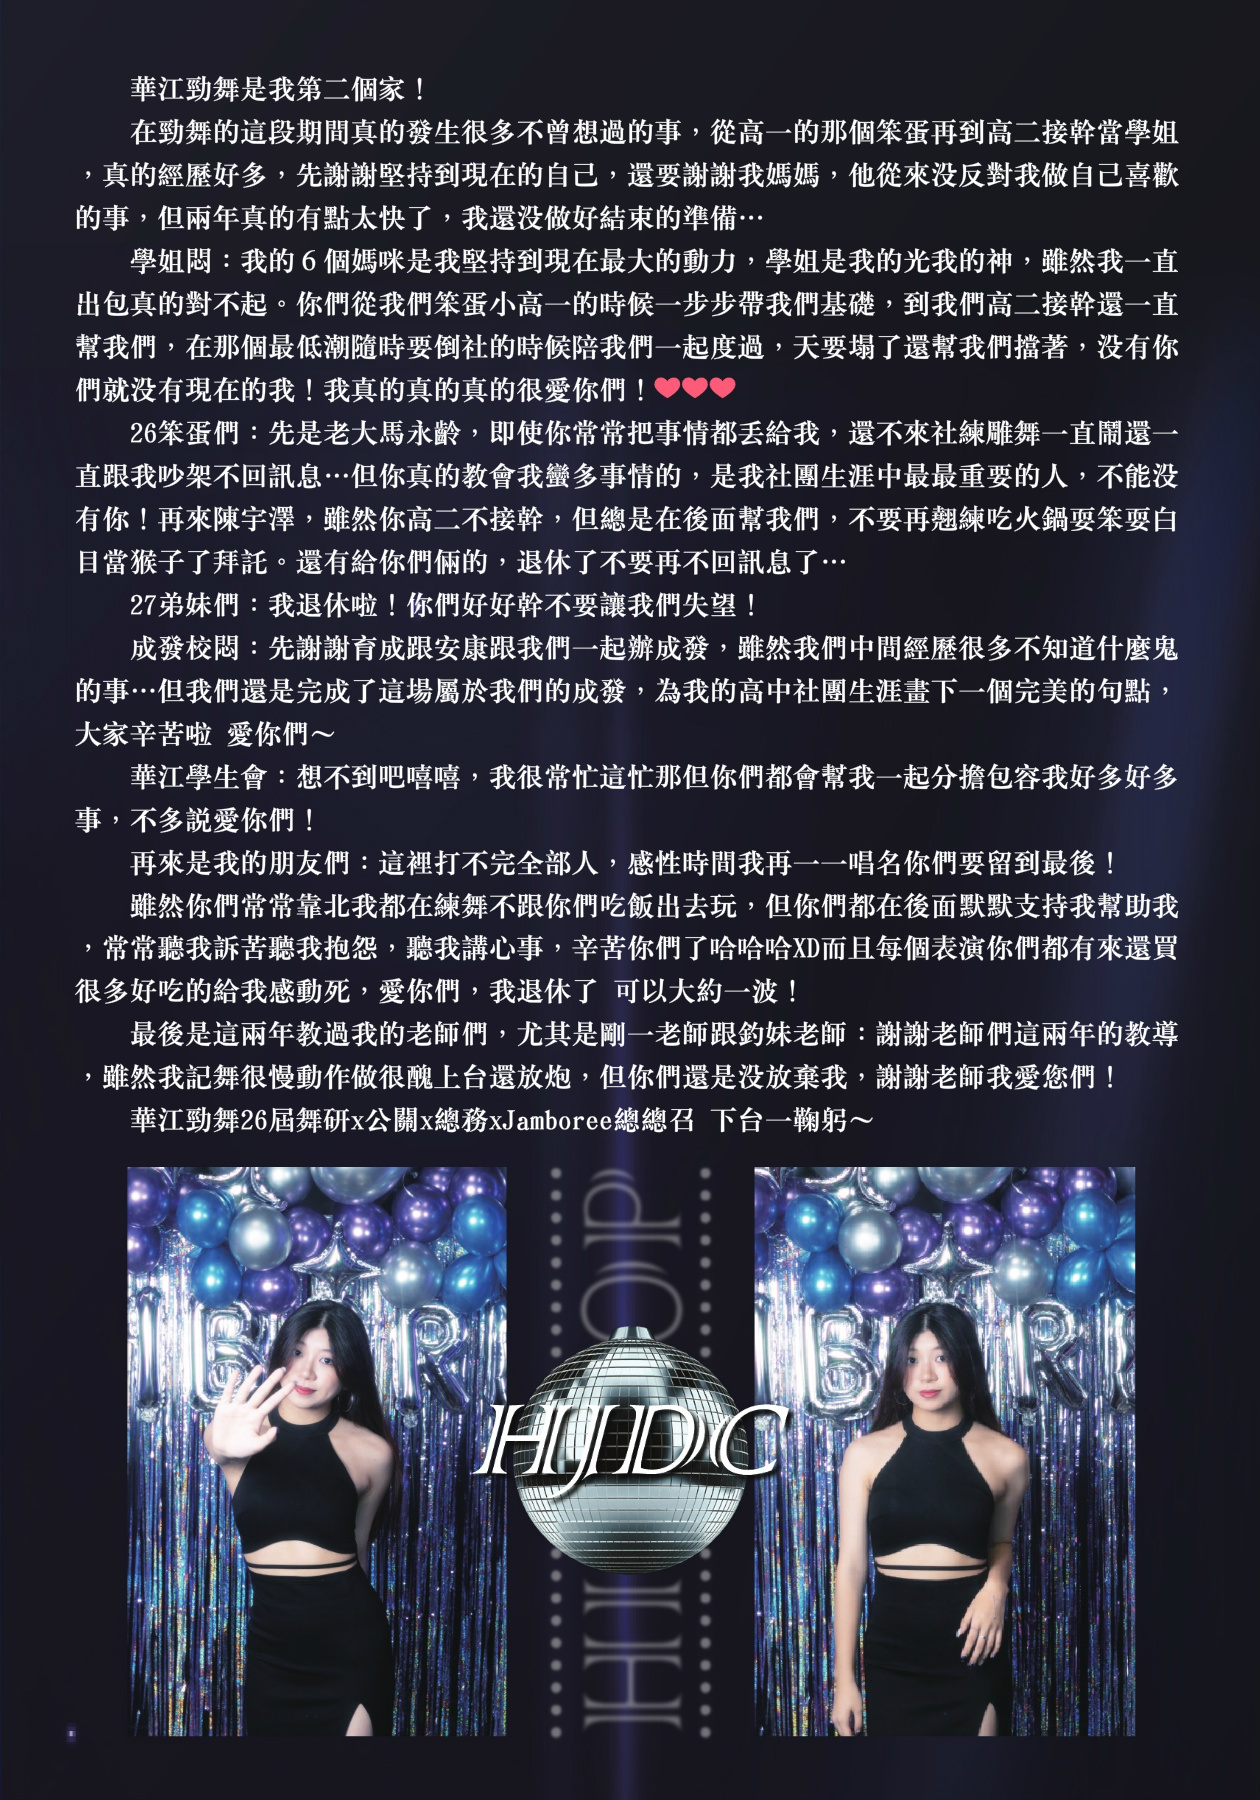 華江勁舞是我第二個家！
在勁舞的這段期間真的發生很多不曾想過的事，從高一的那個笨蛋再到高二接幹當學姐
，真的經歷好多，先謝謝堅持到現在的自己，還要謝謝我媽媽，他從來沒反對我做自己喜歡
的事，但兩年真的有點太快了，我還沒做好結束的準備…
學姐悶：我的６個媽咪是我堅持到現在最大的動力，學姐是我的光我的神，雖然我一直
出包真的對不起。你們從我們笨蛋小高一的時候一步步帶我們基礎，到我們高二接幹還一直
幫我們，在那個最低潮隨時要倒社的時候陪我們一起度過，天要塌了還幫我們擋著，沒有你
們就沒有現在的我！我真的真的真的很愛你們！❤❤❤
26笨蛋們：先是老大馬永齡，即使你常常把事情都丟給我，還不來社練雕舞一直鬧還一
直跟我吵架不回訊息…但你真的教會我蠻多事情的，是我社團生涯中最最重要的人，不能沒
有你！再來陳宇澤，雖然你高二不接幹，但總是在後面幫我們，不要再翹練吃火鍋耍笨耍白
目當猴子了拜託。還有給你們倆的，退休了不要再不回訊息了…
27弟妹們：我退休啦！你們好好幹不要讓我們失望！
成發校悶：先謝謝育成跟安康跟我們一起辦成發，雖然我們中間經歷很多不知道什麼鬼
的事…但我們還是完成了這場屬於我們的成發，為我的高中社團生涯畫下一個完美的句點，
大家辛苦啦 愛你們～
華江學生會：想不到吧嘻嘻，我很常忙這忙那但你們都會幫我一起分擔包容我好多好多
事，不多説愛你們！
再來是我的朋友們：這裡打不完全部人，感性時間我再一一唱名你們要留到最後！
雖然你們常常靠北我都在練舞不跟你們吃飯出去玩，但你們都在後面默默支持我幫助我
，常常聽我訴苦聽我抱怨，聽我講心事，辛苦你們了哈哈哈XD而且每個表演你們都有來還買
很多好吃的給我感動死，愛你們，我退休了 可以大約一波！
最後是這兩年教過我的老師們，尤其是剛一老師跟鈞妹老師：謝謝老師們這兩年的教導
，雖然我記舞很慢動作做很醜上台還放炮，但你們還是沒放棄我，謝謝老師我愛您們！
華江勁舞26屆舞研x公關x總務xJamboree總總召 下台一鞠躬～
HJDC